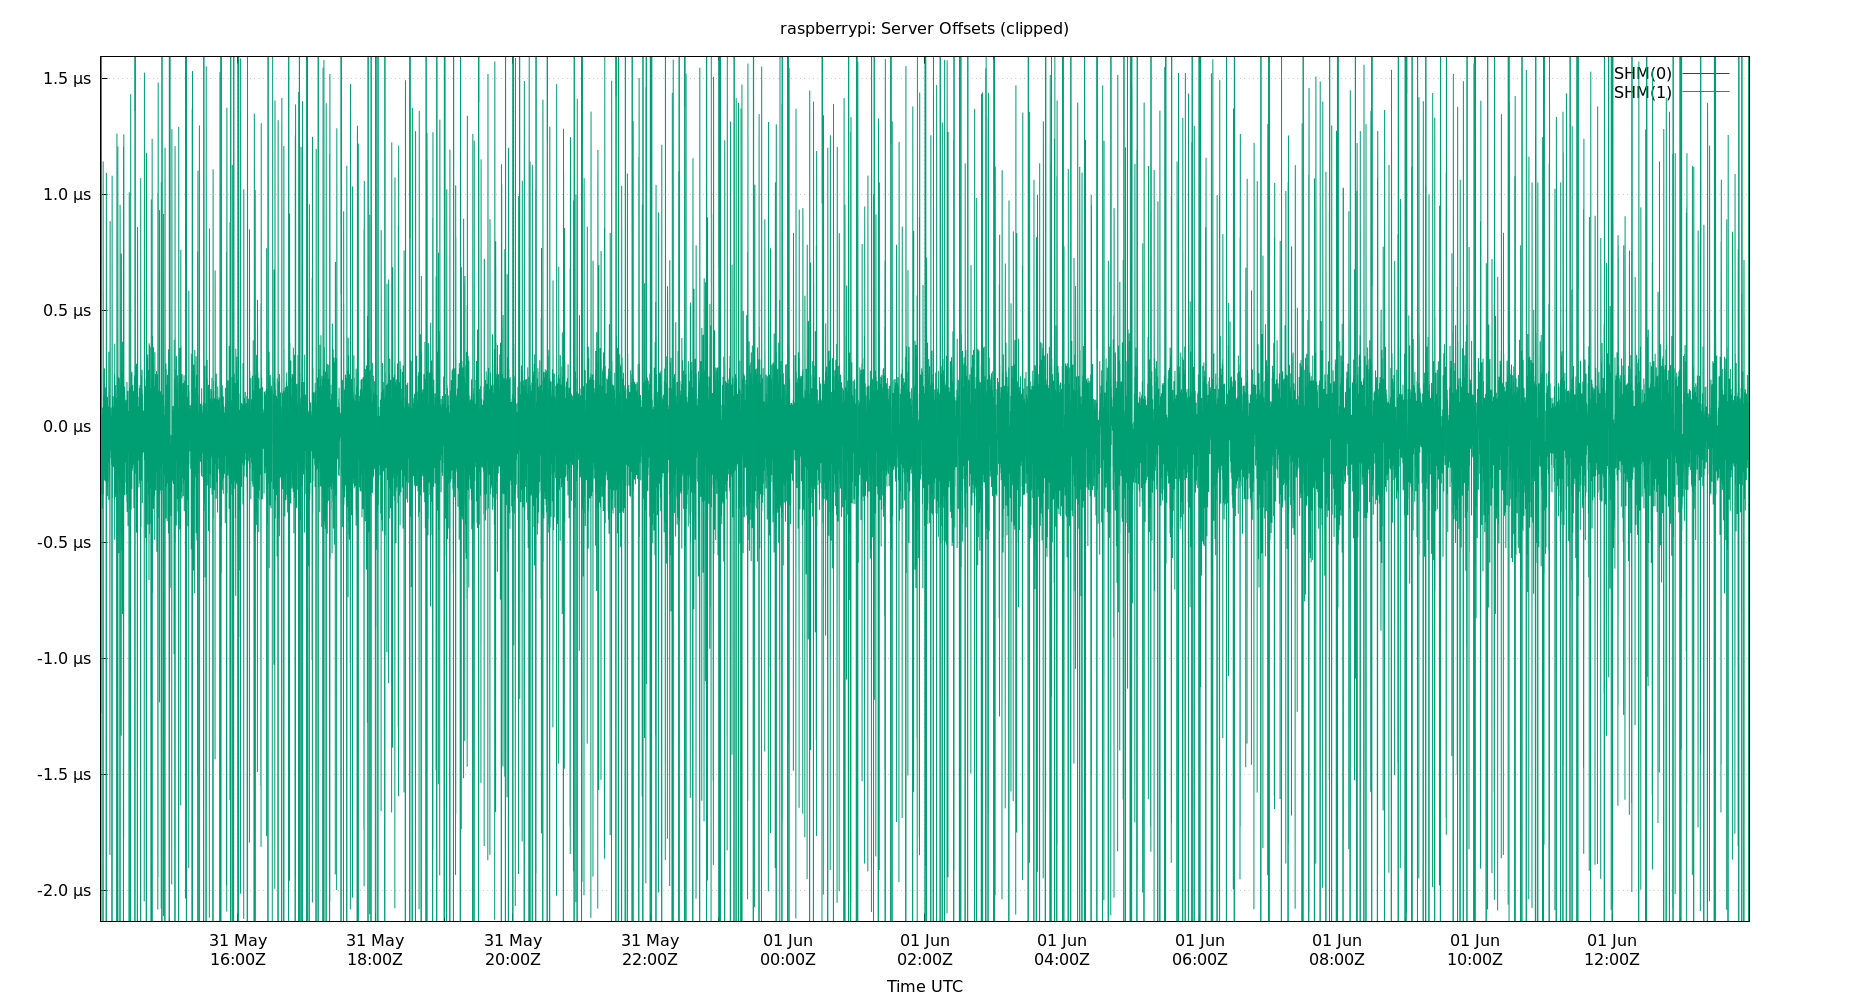 raspberrypi: Server Offsets (clipped)
1.5 µs
1.0 µs
0.5 µs
0.0 µs
-0.5 µs
-1.0 µs
-1.5 µs
-2.0 µs
SHM(0)
SHM(1)
31 May 31 May 31 May 31 May 01 Jun 01 Jun 01 Jun 01 Jun 01 Jun 01 Jun 01 Jun
16:00Z 18:00Z 20:00Z 22:00Z 00:00Z 02:00Z 04:00Z 06:00Z 08:00Z 10:00Z 12:00Z
Time UTC